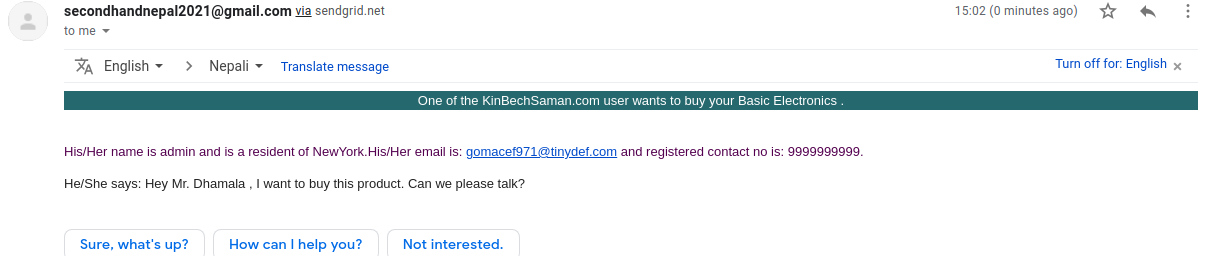 secondhandnepal2021@gmail.com via sendgrid.net 15:02 (0 minutes ago)
to me
English > Nepali Translate message Turn off for: English ×
One of the KinBechSaman.com user wants to buy your Basic Electronics .
His/Her name is admin and is a resident of NewYork.His/Her email is: gomacef971@tinydef.com and registered contact no is: 9999999999.
He/She says: Hey Mr. Dhamala , I want to buy this product. Can we please talk?
Sure, what's up? How can I help you? Not interested.